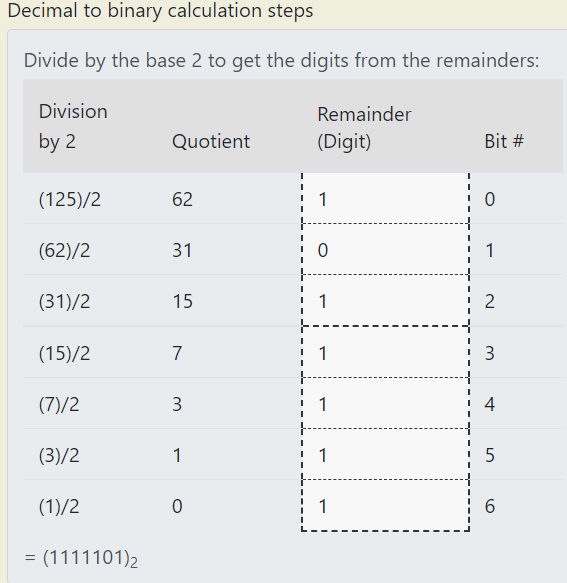 Decimal to binary calculation steps
Divide by the base 2 to get the digits from the remainders:
Division by 2 Quotient Remainder (Digit) Bit #
(125)/2 62 1 0
(62)/2 31 0 1
(31)/2 15 1 2
(15)/2 7 1 3
(7)/2 3 1 4
(3)/2 1 1 5
(1)/2 0 1 6
= (1111101)₂